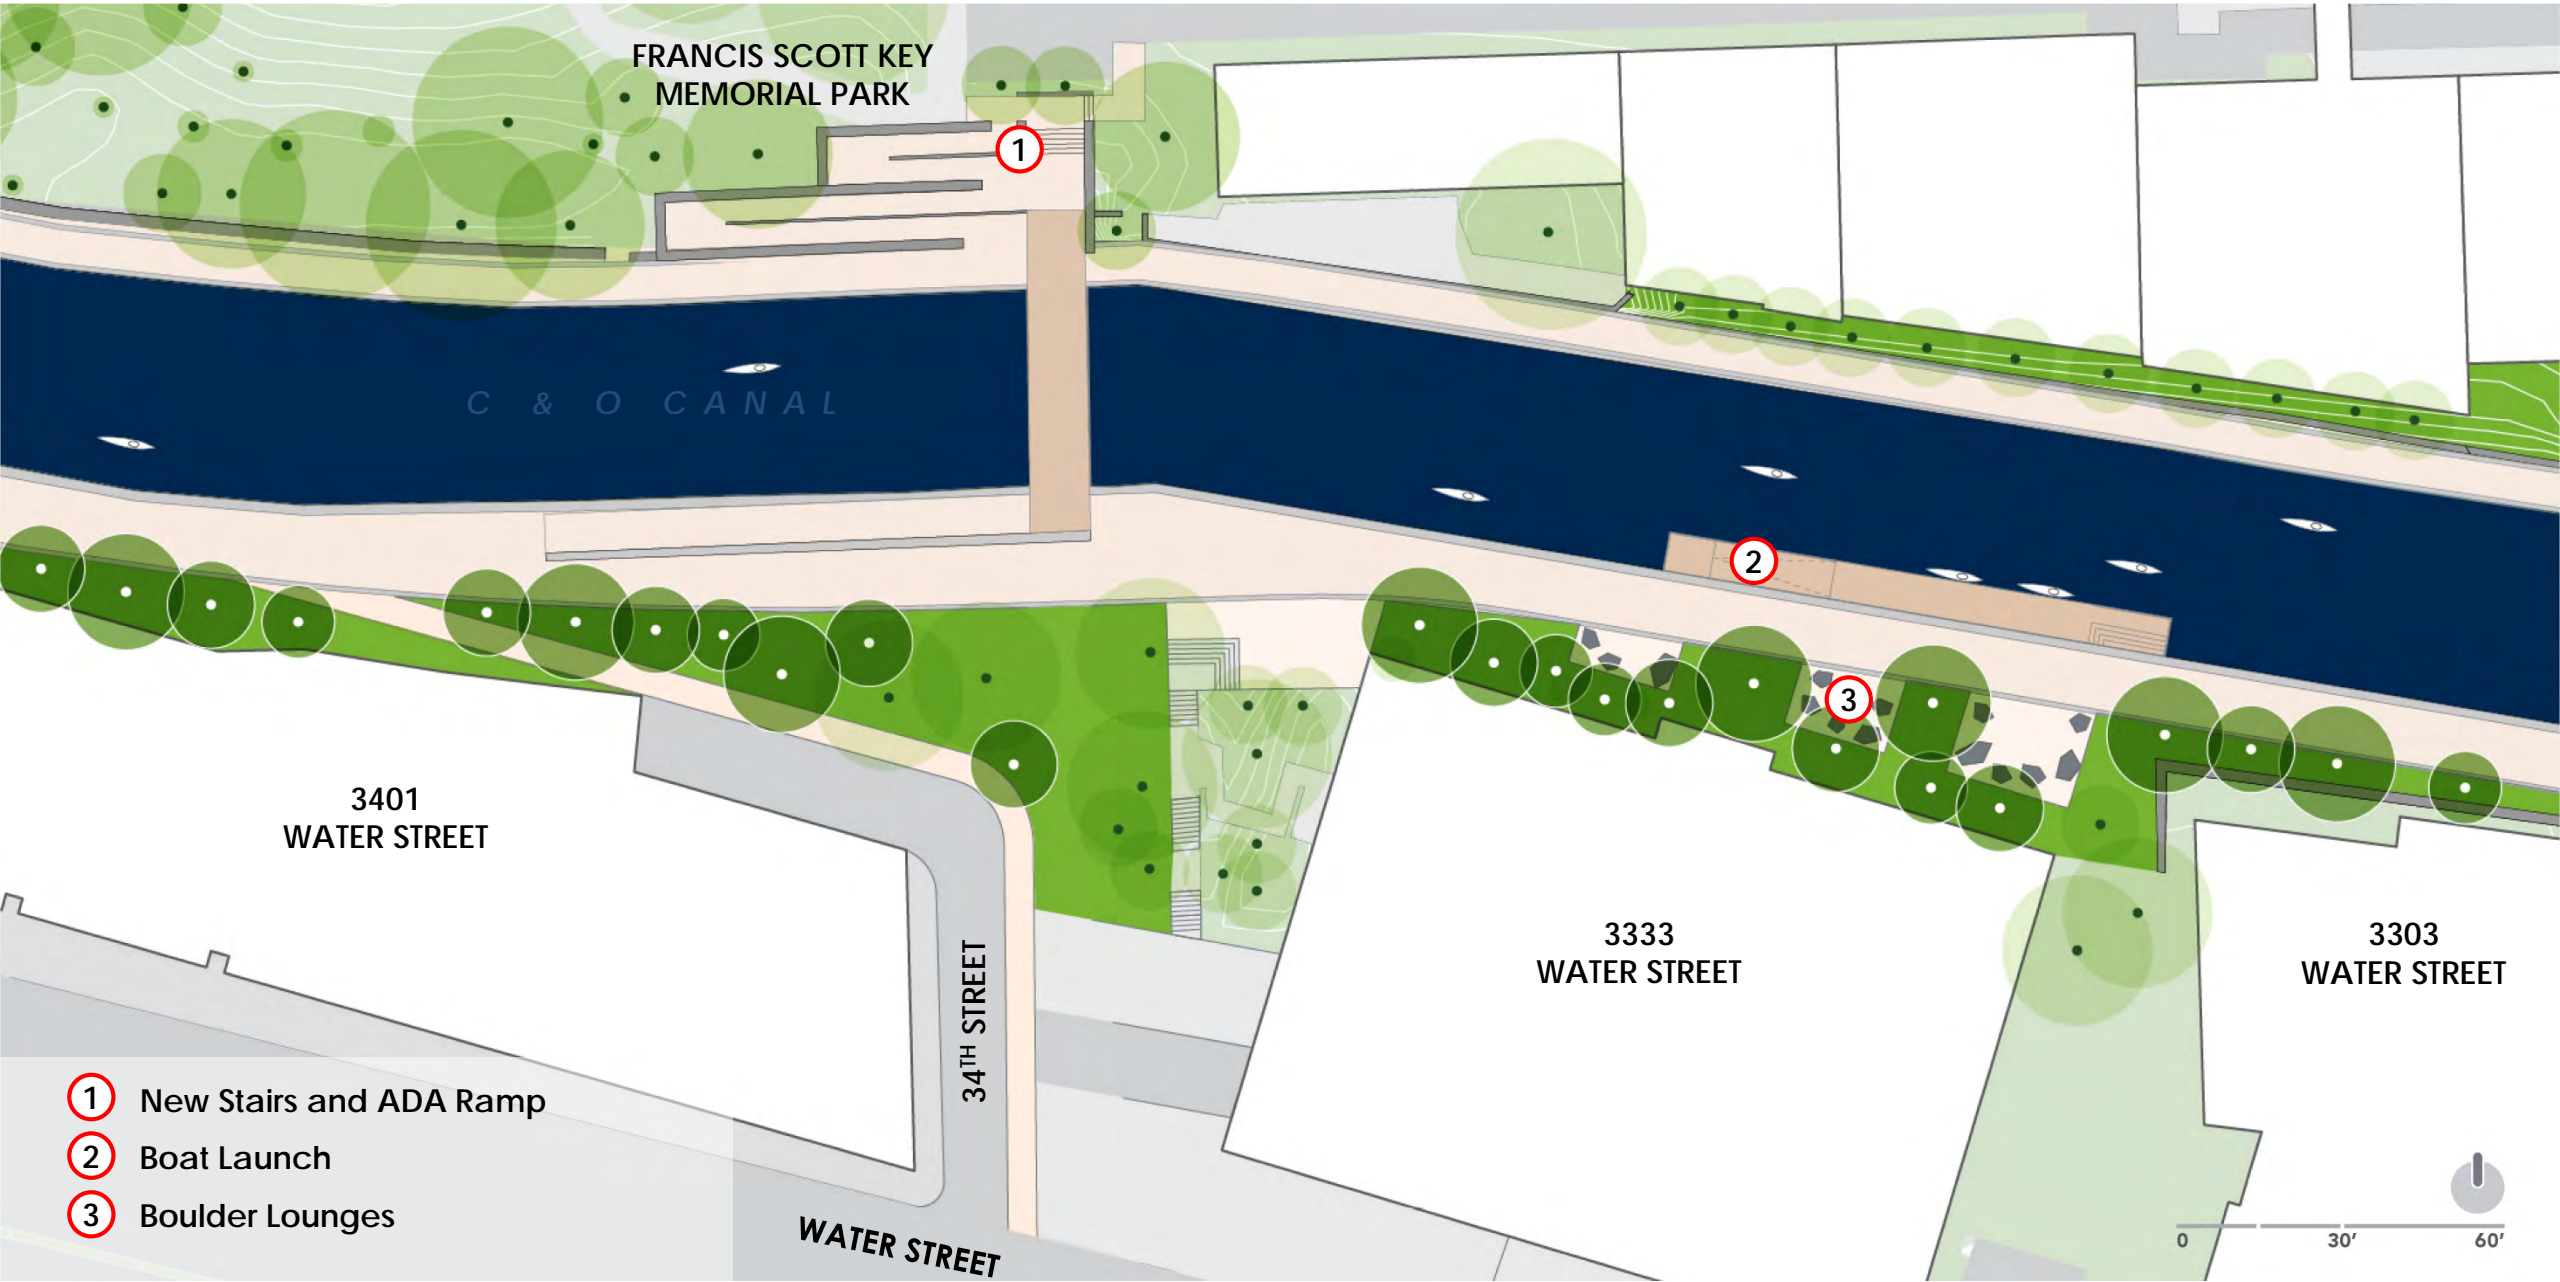 FRANCIS SCOTT KEY
MEMORIAL PARK
1
C & O CANAL
2
3
3401
WATER STREET
3333
WATER STREET
3303
WATER STREET
34TH STREET
WATER STREET
1 New Stairs and ADA Ramp
2 Boat Launch
3 Boulder Lounges
0 30' 60'